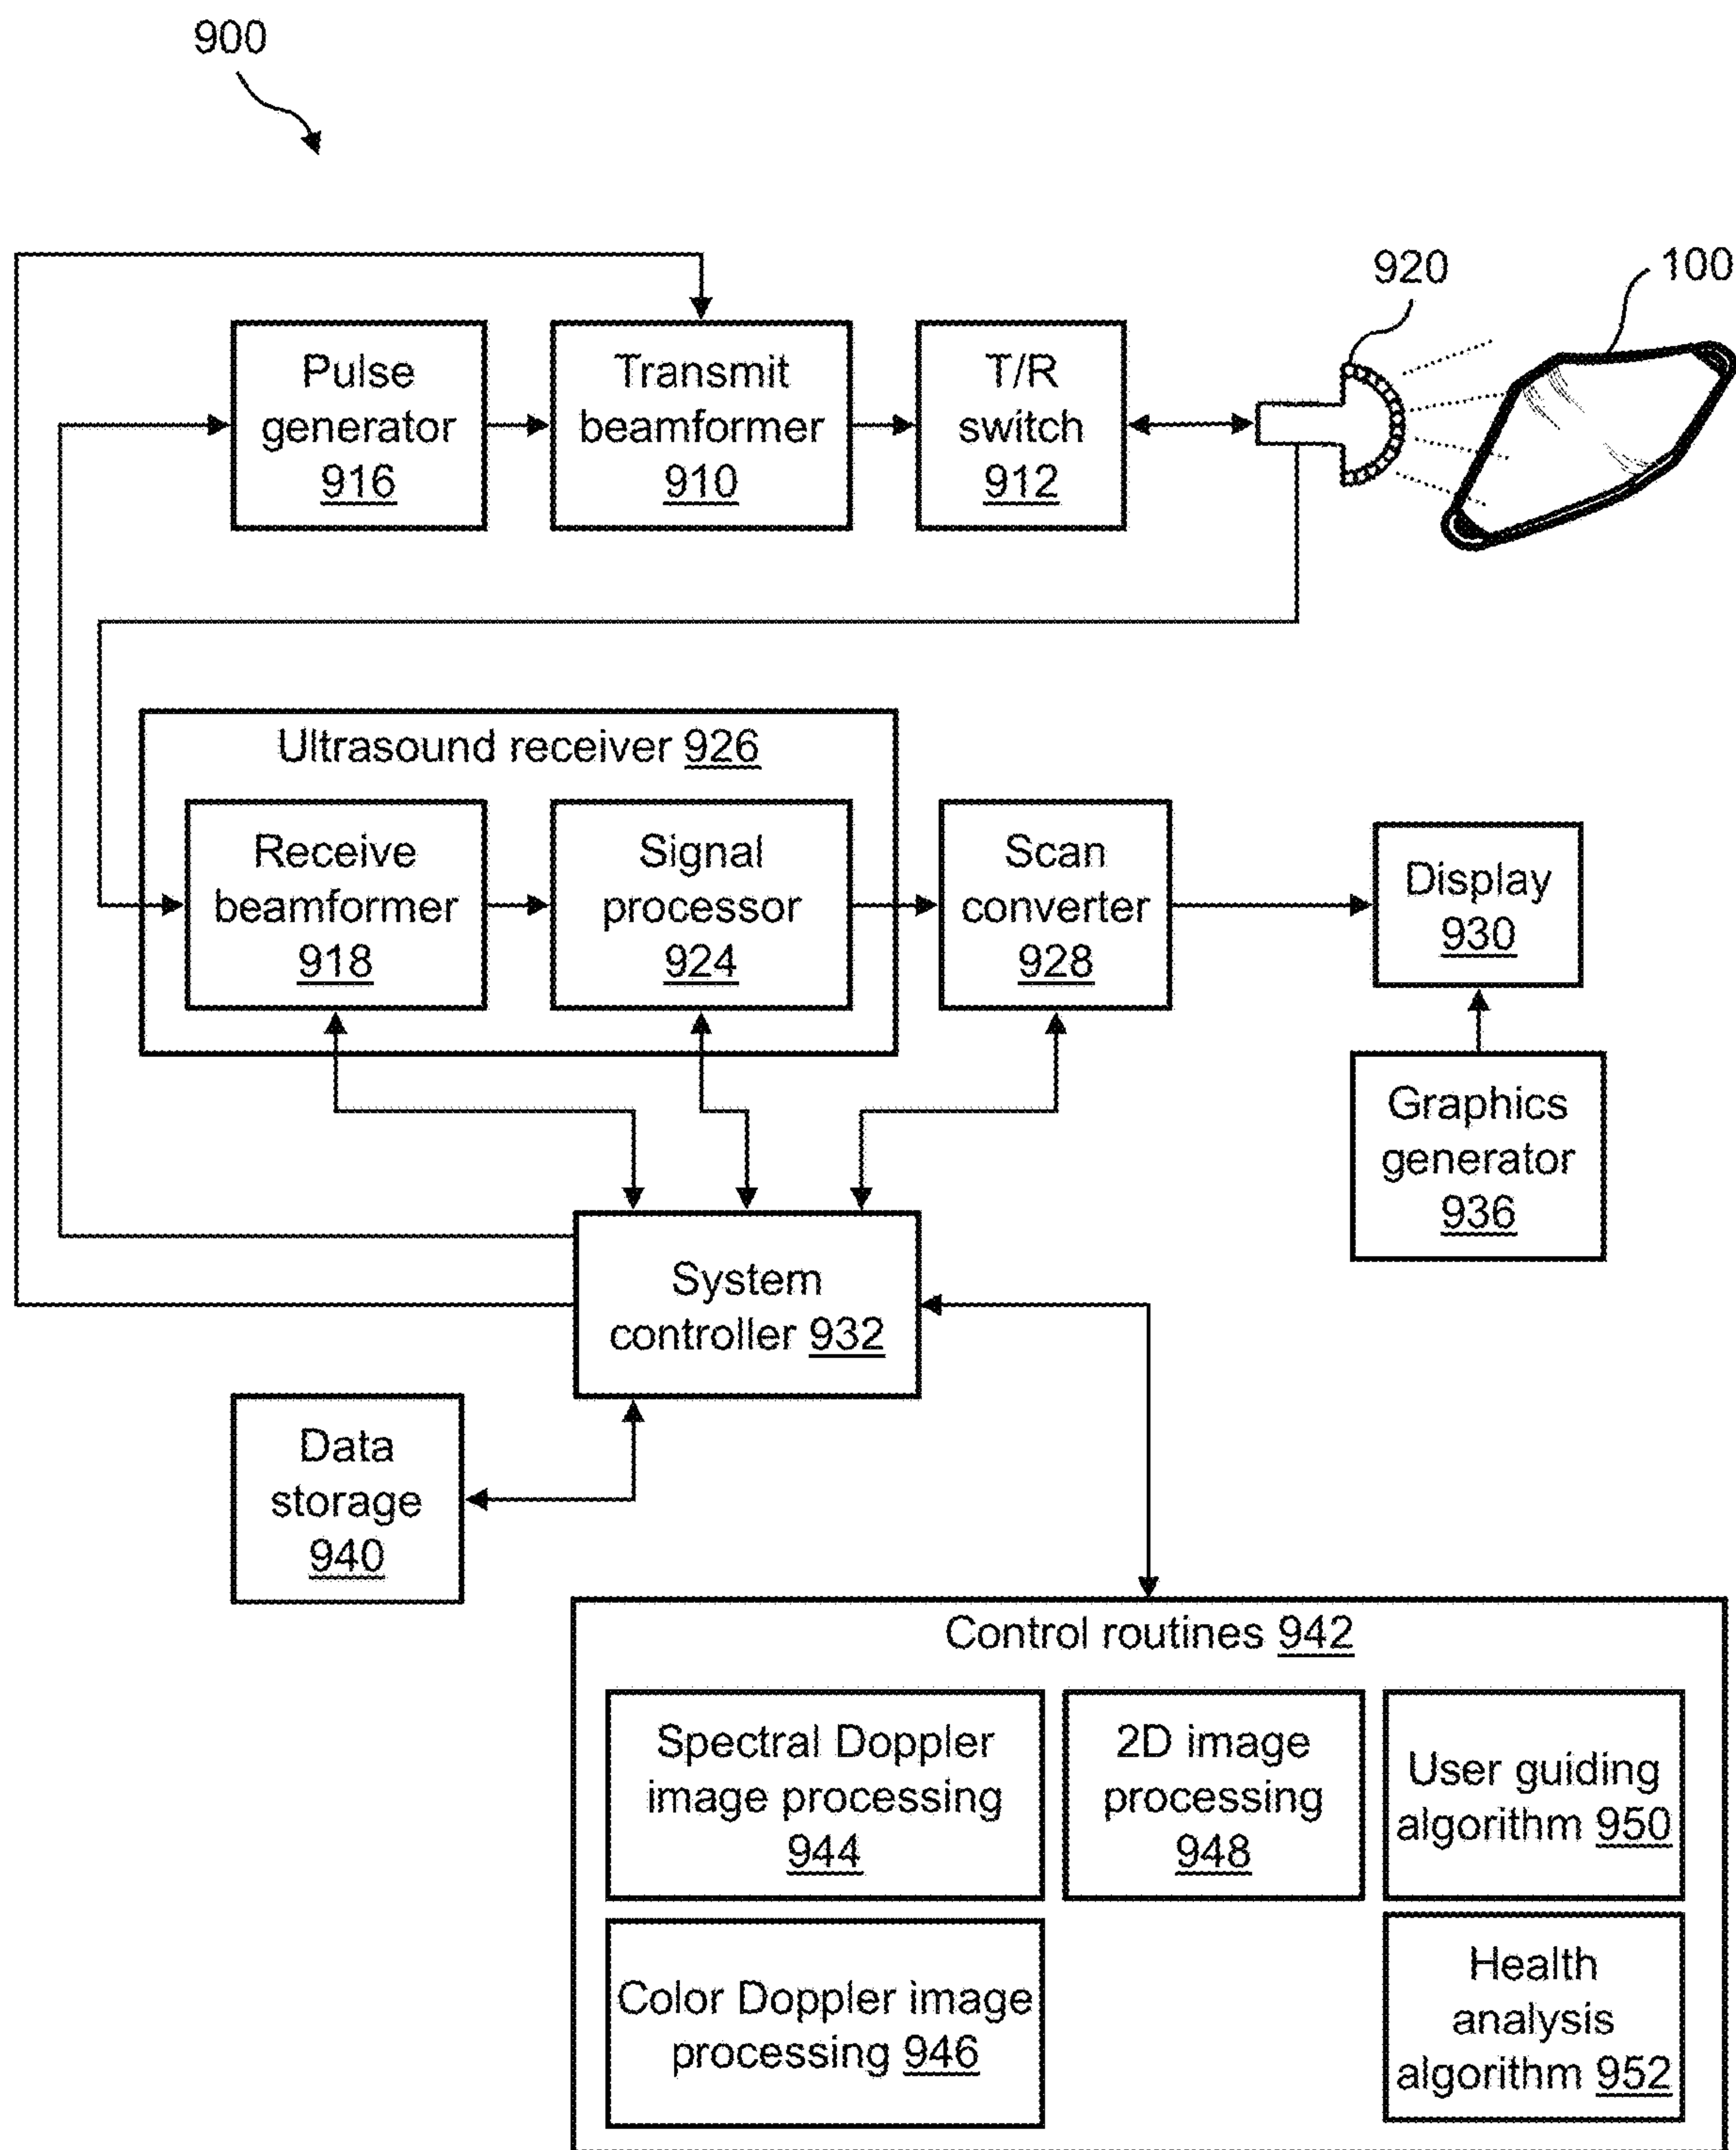 900
920
100
Pulse
generator
916
Transmit
beamformer
910
T/R
switch
912
Ultrasound receiver 926
Receive
beamformer
918
Signal
processor
924
Scan
converter
928
Display
930
Graphics
generator
936
System
controller 932
Data
storage
940
Control routines 942
Spectral Doppler
image processing
944
2D image
processing
948
User guiding
algorithm 950
Color Doppler image
processing 946
Health
analysis
algorithm 952